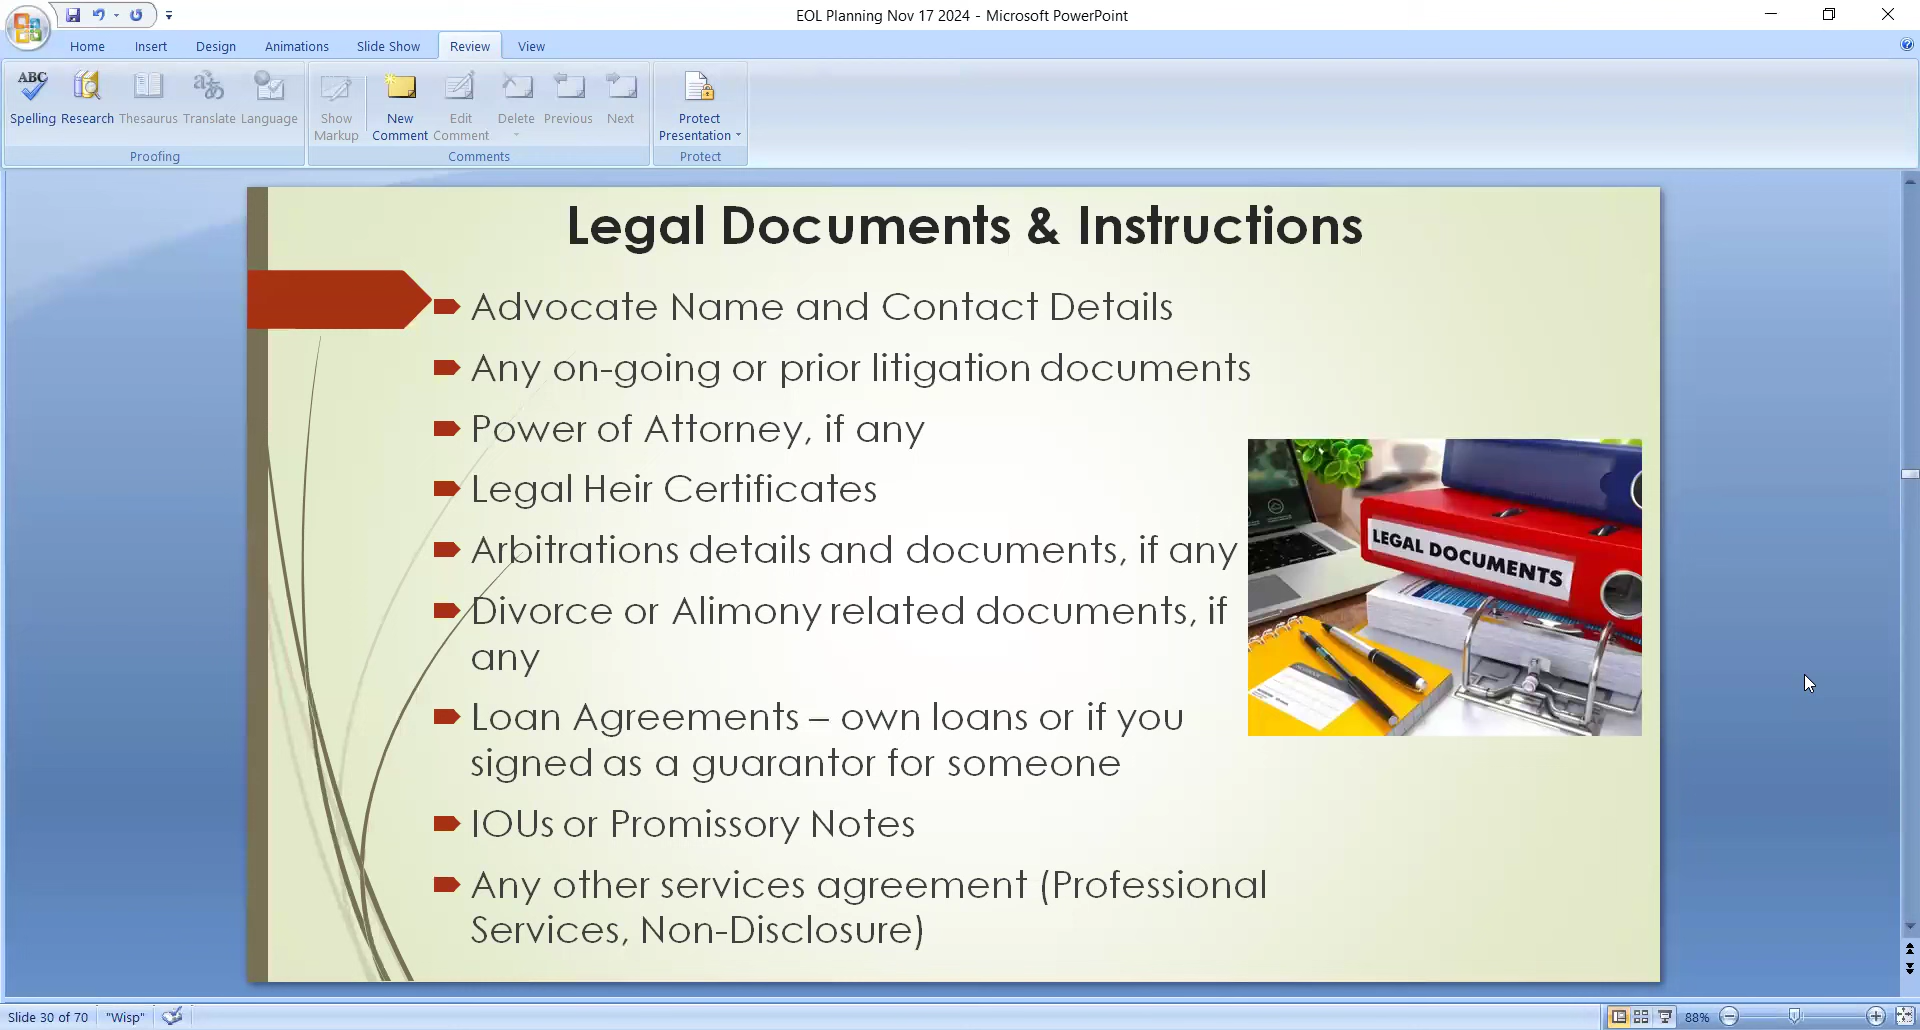 EOL Planning Nov 17 2024 - Microsoft PowerPoint
Home Insert Design Animations Slide Show Review View
ABC
Spelling Research Thesaurus Translate Language
Show Markup
New Comment
Edit Comment
Delete Previous Next
Protect Presentation
Proofing Comments Protect
Legal Documents & Instructions
Advocate Name and Contact Details
Any on-going or prior litigation documents
Power of Attorney, if any
Legal Heir Certificates
Arbitrations details and documents, if any
Divorce or Alimony related documents, if
any
Loan Agreements – own loans or if you
signed as a guarantor for someone
IOUs or Promissory Notes
Any other services agreement (Professional
Services, Non-Disclosure)
LEGAL DOCUMENTS
Slide 30 of 70 "Wisp" 88%